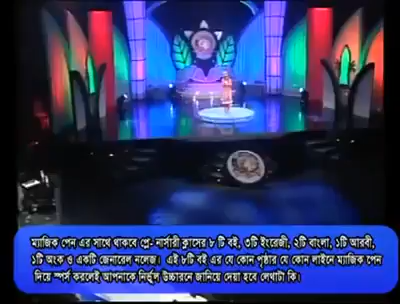 ম্যাজিক পেন এর সাথে থাকবে প্লে- নার্সারী ক্লাসের ৮ টি বই, ৩টি ইংরেজী, ২টি বাংলা, ১টি আরবী,
১টি অংক ও একটি জেনারেল নলেজ। এই ৮টি বই এর যে কোন পৃষ্ঠার যে কোন লাইনে ম্যাজিক পেন
দিয়ে স্পর্স করলেই আপনাকে নির্ভুল উচ্চারনে জানিয়ে দেয়া হবে লেখাটা কি।